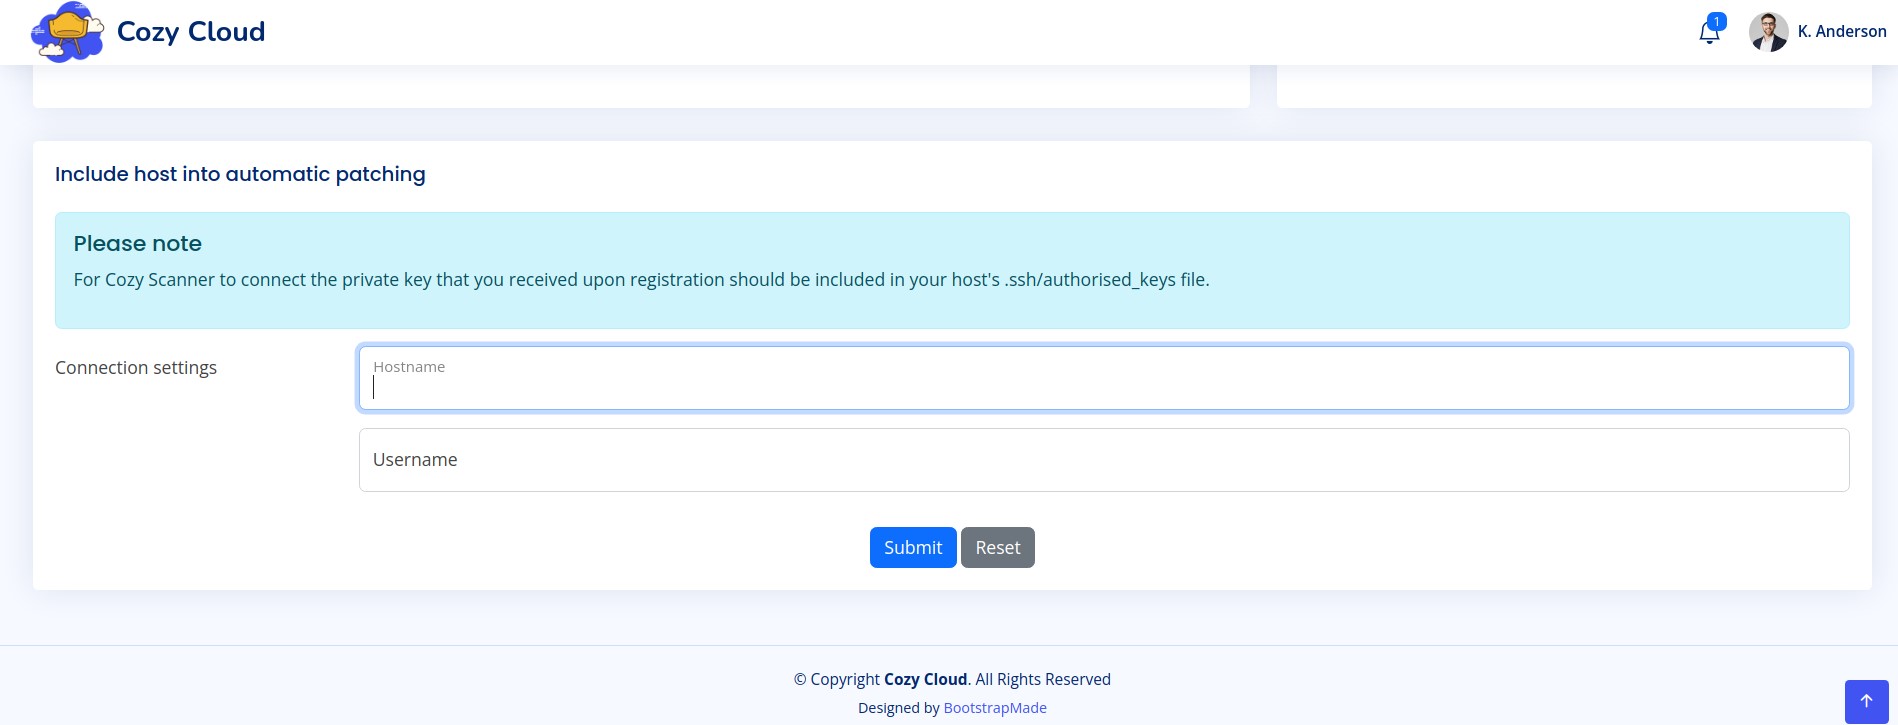 Cozy Cloud
1
K. Anderson
Include host into automatic patching
Please note
For Cozy Scanner to connect the private key that you received upon registration should be included in your host's .ssh/authorised_keys file.
Connection settings
Hostname
Username
Submit
Reset
© Copyright Cozy Cloud. All Rights Reserved
Designed by BootstrapMade